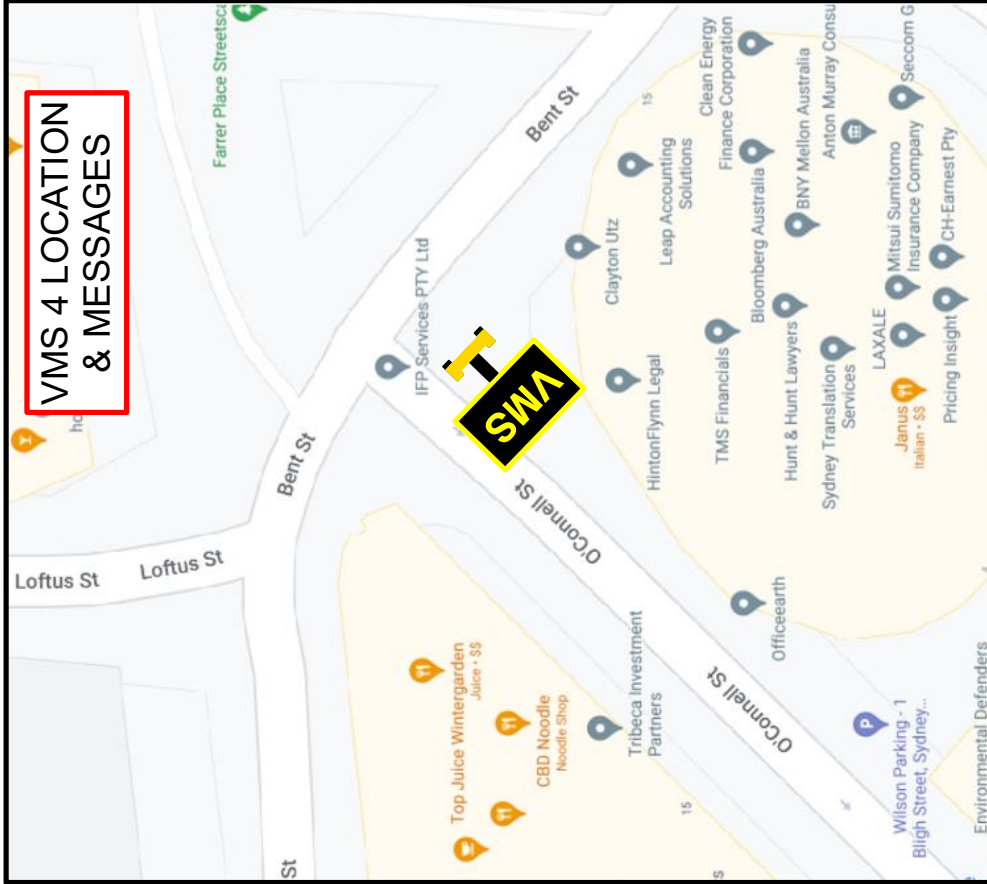 VMS 4 LOCATION
& MESSAGES
Farrer Place Streetsca
ho
Bent St
Bent St
Loftus St
Loftus St
IFP Services PTY Ltd
VMS
O'Connell St
O'Connell St
St
Top Juice Wintergarden
Juice • $$
CBD Noodle
Noodle Shop
Tribeca Investment
Partners
15
s
Clayton Utz
HintonFlynn Legal
Leap Accounting
Solutions
15
Clean Energy
Finance Corporation
TMS Financials
Bloomberg Australia
BNY Mellon Australia
Anton Murray Consu
Hunt & Hunt Lawyers
Sydney Translation
Services
Mitsui Sumitomo
Insurance Company
Seccom G
LAXALE
CH-Earnest Pty
Janus
Italian • $$
Pricing Insight
Officeearth
P
Wilson Parking - 1
Bligh Street, Sydney...
Environmental Defenders